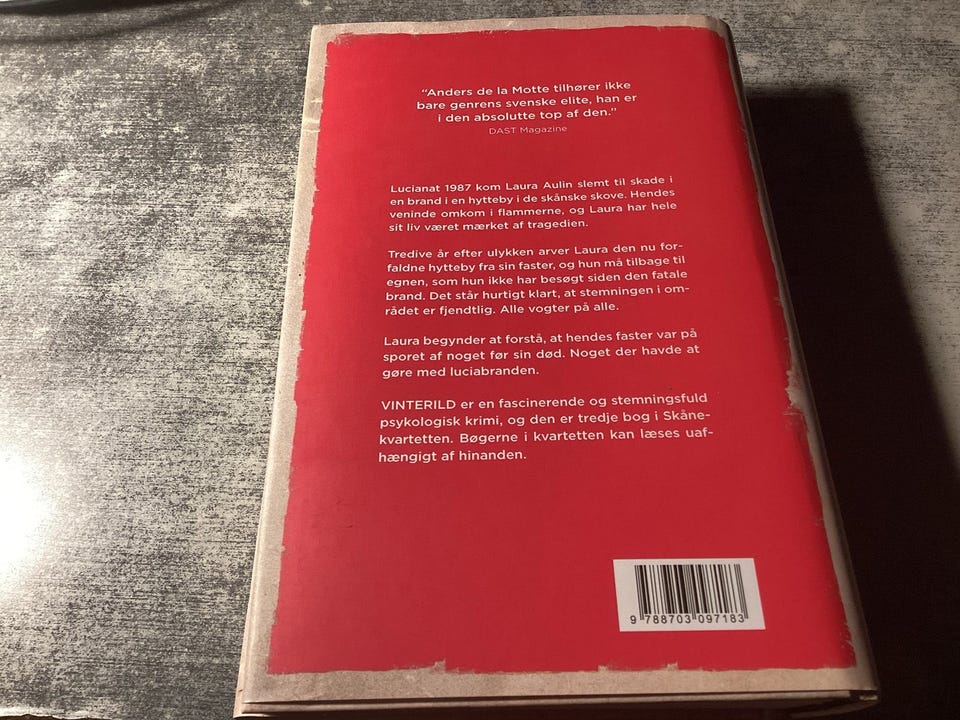 “Anders de la Motte tilhører ikke
bare genrens svenske elite, han er
i den absolutte top af den.”
DAST Magazine
Lucianat 1987 kom Laura Aulin slemt til skade i
en brand i en hytteby i de skånske skove. Hendes
veninde omkom i flammerne, og Laura har hele
sit liv været mærket af tragedien.
Tredive år efter ulykken arver Laura den nu for-
faldne hytteby fra sin faster, og hun må tilbage til
egnen, som hun ikke har besøgt siden den fatale
brand. Det står hurtigt klart, at stemningen i om-
rådet er fjendtlig. Alle vogter på alle.
Laura begynder at forstå, at hendes faster var på
sporet af noget før sin død. Noget der havde at
gøre med luciabranden.
VINTERILD er en fascinerende og stemningsfuld
psykologisk krimi, og den er tredje bog i Skåne-
kvartetten. Bøgerne i kvartetten kan læses uaf-
hængigt af hinanden.
9 788703 097183